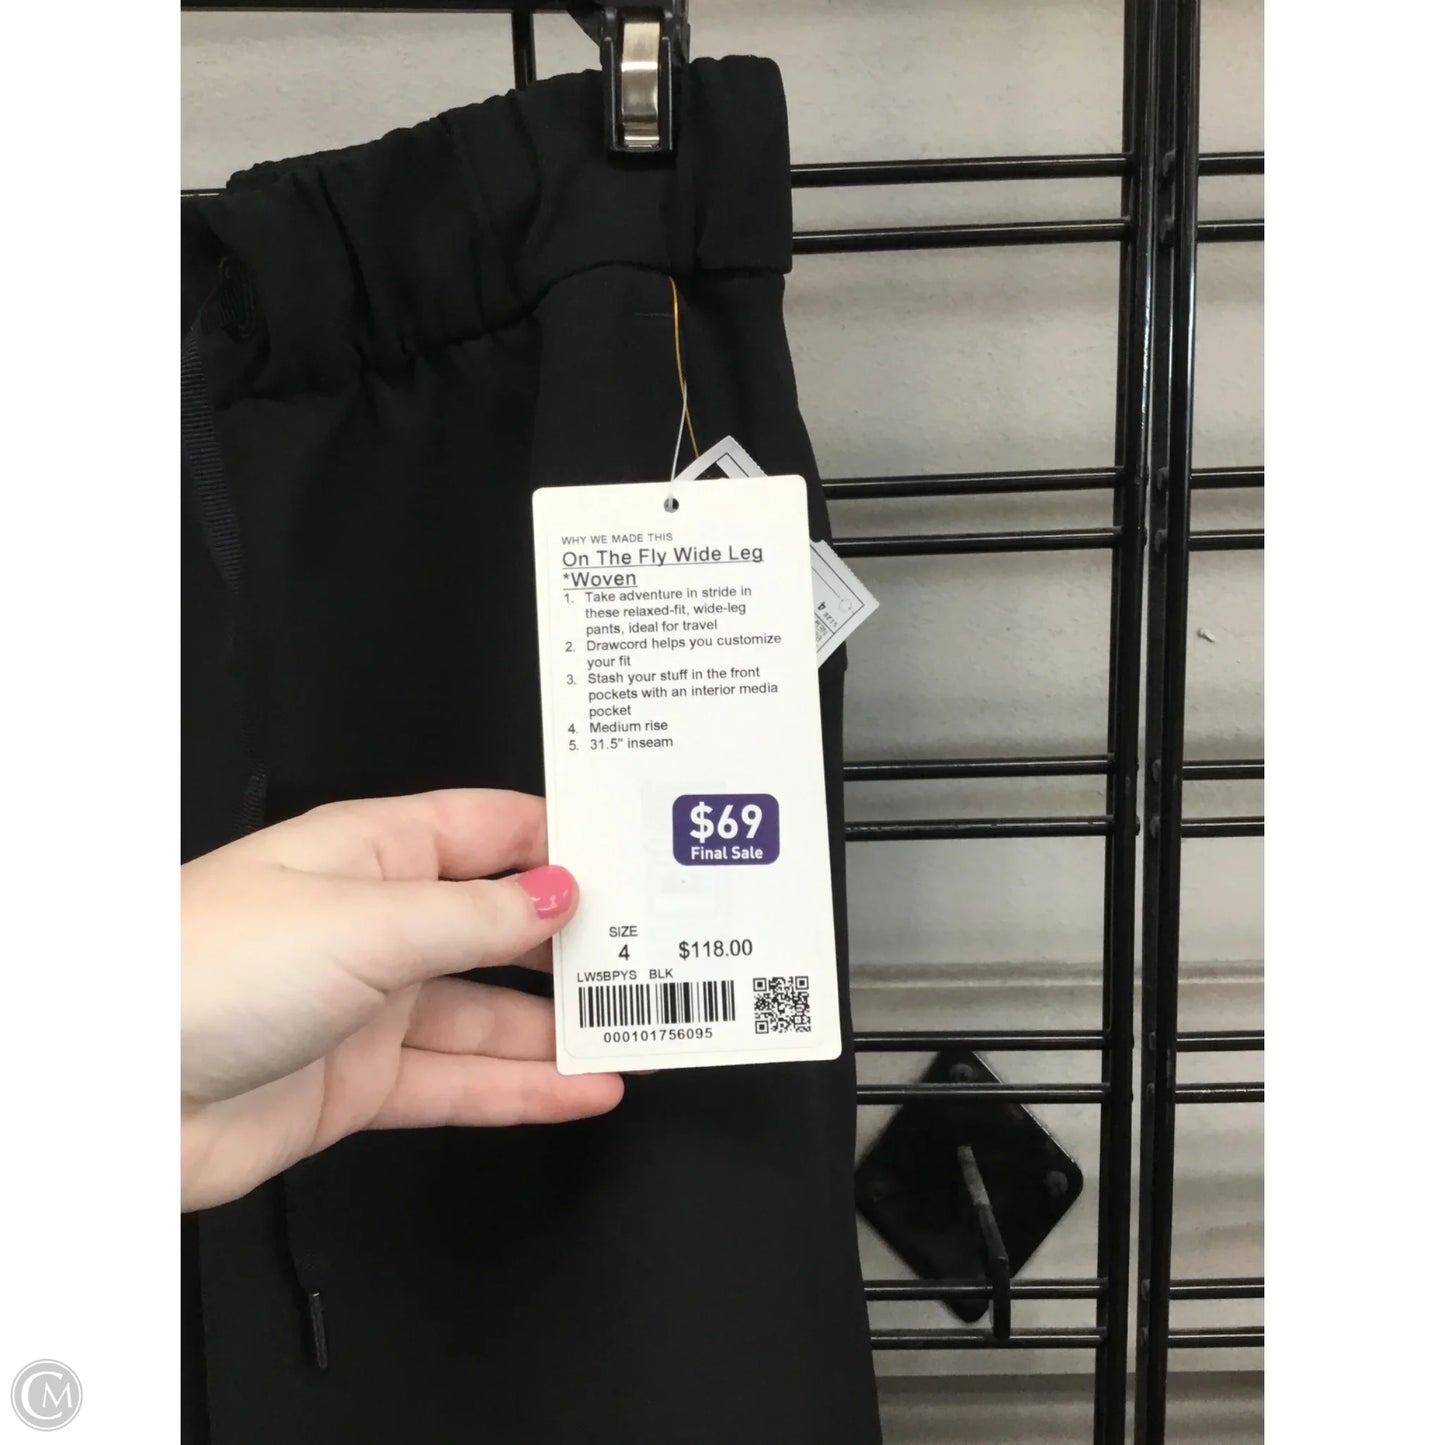 WHY WE MADE THIS
On The Fly Wide Leg
*Woven
1. Take adventure in stride in
these relaxed-fit, wide-leg
pants, ideal for travel
2. Drawcord helps you customize
your fit
3. Stash your stuff in the front
pockets with an interior media
pocket
4. Medium rise
5. 31.5" inseam
$69
Final Sale
SIZE
4 $118.00
LW5BPYS BLK
000101756095
SIZE
4
CM